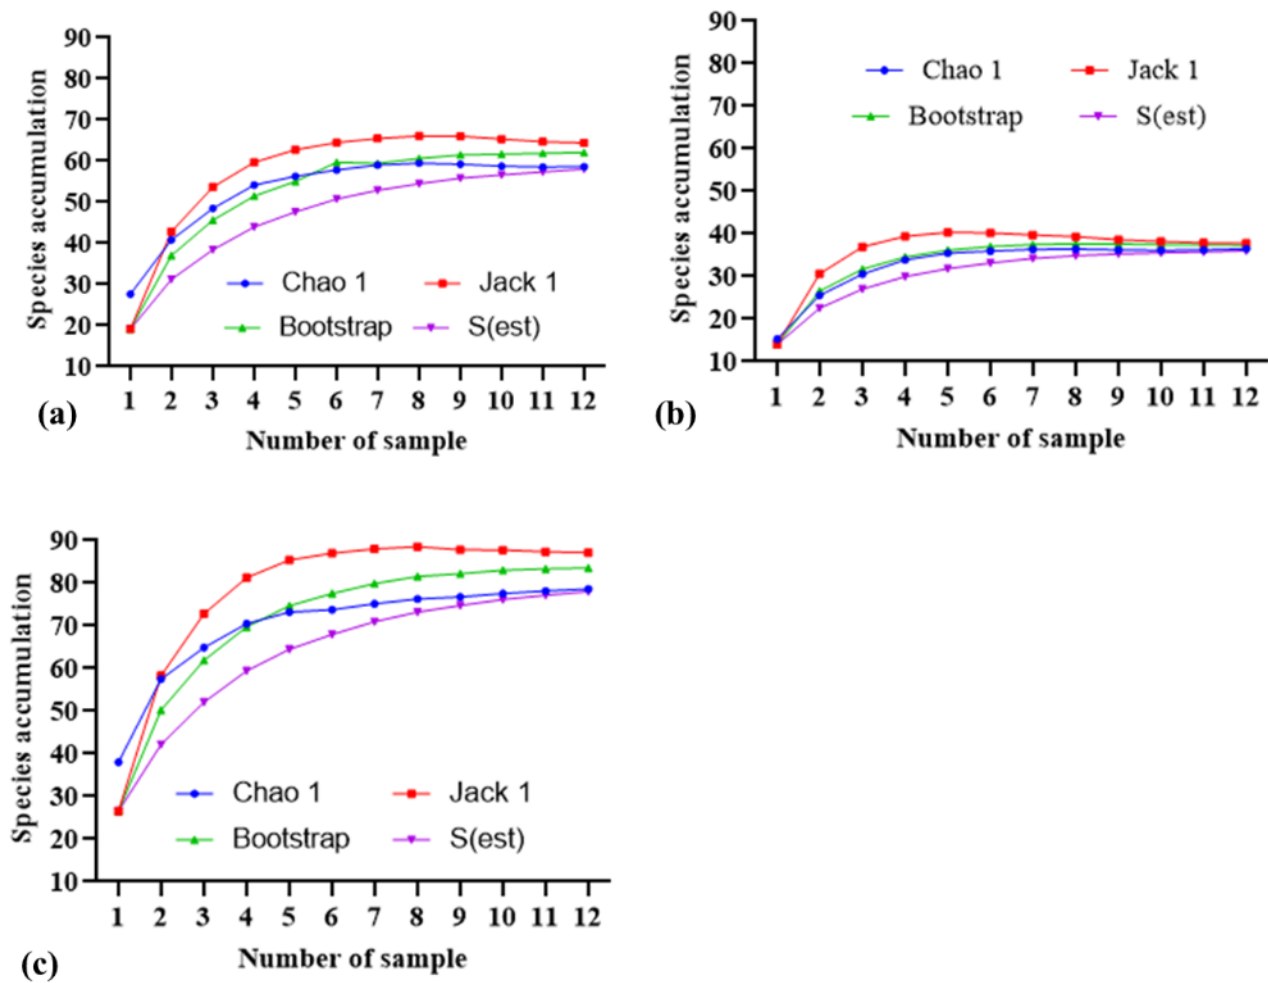 90
80
70
60
50
40
30
20
10
Species accumulation
Chao 1
Jack 1
Bootstrap
S(est)
1 2 3 4 5 6 7 8 9 10 11 12
Number of sample
(a)
90
80
70
60
50
40
30
20
10
Species accumulation
Chao 1
Jack 1
Bootstrap
S(est)
1 2 3 4 5 6 7 8 9 10 11 12
Number of sample
(b)
90
80
70
60
50
40
30
20
10
Species accumulation
Chao 1
Jack 1
Bootstrap
S(est)
1 2 3 4 5 6 7 8 9 10 11 12
Number of sample
(c)